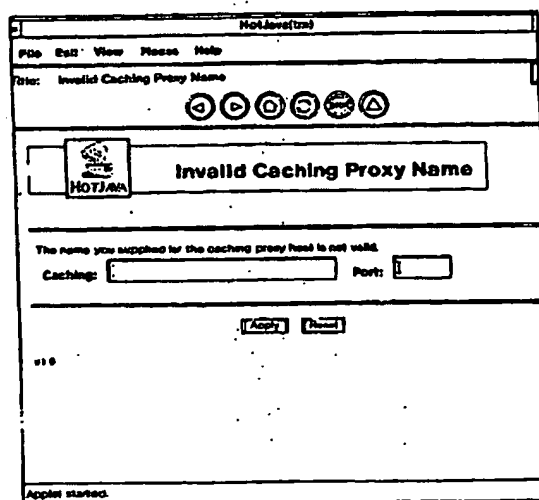 HotJava(tm)
File Edit View Places Help
Title: Invalid Caching Proxy Name
HOTJAVA
Invalid Caching Proxy Name
The name you supplied for the caching proxy host is not valid.
Caching: Port:
Apply Reset
Applet started.